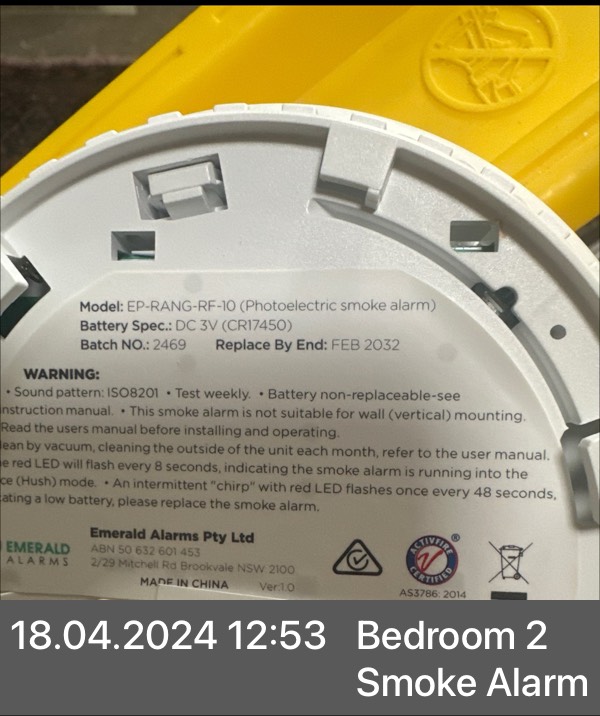 Model: EP-RANG-RF-10 (Photoelectric smoke alarm)
Battery Spec.: DC 3V (CR17450)
Batch NO.: 2469 Replace By End: FEB 2032
WARNING:
• Sound pattern: ISO8201 • Test weekly. • Battery non-replaceable-see
nstruction manual. • This smoke alarm is not suitable for wall (vertical) mounting.
Read the users manual before installing and operating.
ean by vacuum, cleaning the outside of the unit each month, refer to the user manual.
e red LED will flash every 8 seconds, indicating the smoke alarm is running into the
ce (Hush) mode. • An intermittent "chirp" with red LED flashes once every 48 seconds,
ating a low battery, please replace the smoke alarm.
EMERALD
ALARMS
Emerald Alarms Pty Ltd
ABN 50 632 601 453
2/29 Mitchell Rd Brookvale NSW 2100
MADE IN CHINA Ver:1.0
ACTIVFIRE
CERTIFIED
®
AS3786: 2014
18.04.2024 12:53 Bedroom 2
Smoke Alarm